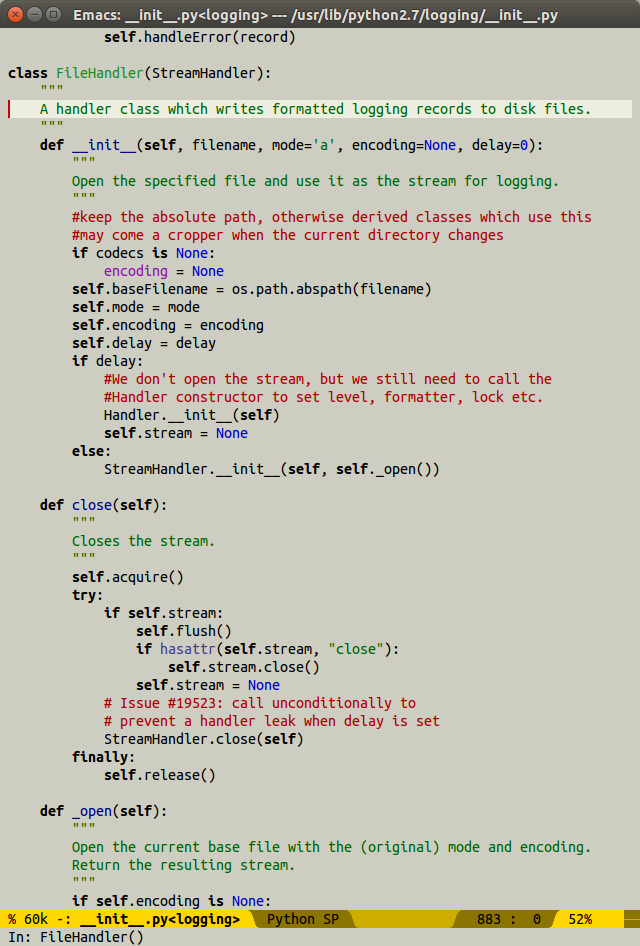 Emacs: __init__.py<logging> --- /usr/lib/python2.7/logging/__init__.py
            self.handleError(record)

class FileHandler(StreamHandler):
    """
    A handler class which writes formatted logging records to disk files.
    """
    def __init__(self, filename, mode='a', encoding=None, delay=0):
        """
        Open the specified file and use it as the stream for logging.
        """
        #keep the absolute path, otherwise derived classes which use this
        #may come a cropper when the current directory changes
        if codecs is None:
            encoding = None
        self.baseFilename = os.path.abspath(filename)
        self.mode = mode
        self.encoding = encoding
        self.delay = delay
        if delay:
            #We don't open the stream, but we still need to call the
            #Handler constructor to set level, formatter, lock etc.
            Handler.__init__(self)
            self.stream = None
        else:
            StreamHandler.__init__(self, self._open())

    def close(self):
        """
        Closes the stream.
        """
        self.acquire()
        try:
            if self.stream:
                self.flush()
                if hasattr(self.stream, "close"):
                    self.stream.close()
                self.stream = None
            # Issue #19523: call unconditionally to
            # prevent a handler leak when delay is set
            StreamHandler.close(self)
        finally:
            self.release()

    def _open(self):
        """
        Open the current base file with the (original) mode and encoding.
        Return the resulting stream.
        """
        if self.encoding is None:
% 60k -: __init__.py<logging> Python SP 883 : 0 52%
In: FileHandler()